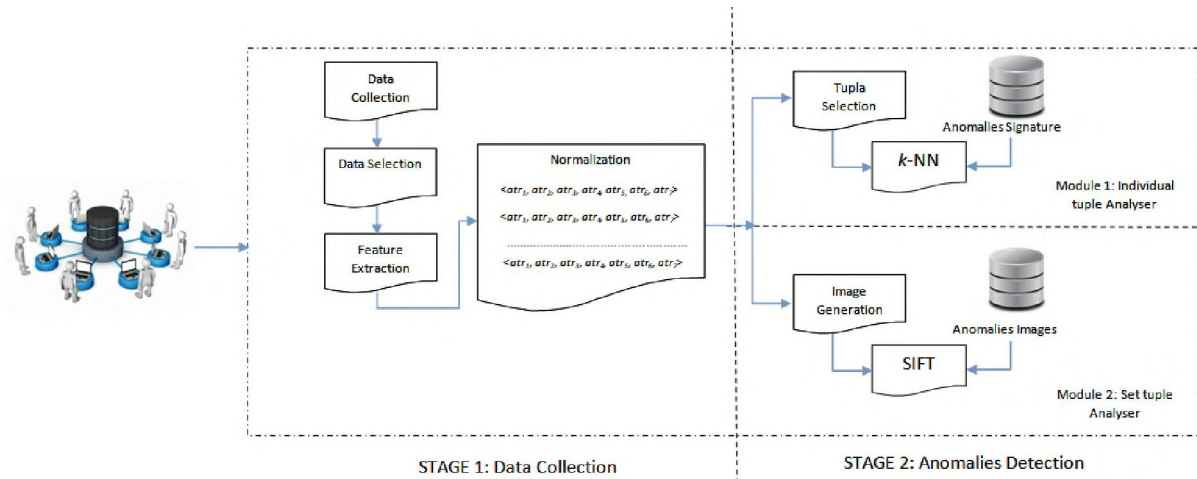 Data
Collection
Data Selection
Feature
Extraction
Normalization
<atr1, atr2, atr3, atr4, atr5, atr6, atr7>
<atr1, atr2, atr3, atr4, atr5, atr6, atr7>
................................................................
<atr1, atr2, atr3, atr4, atr5, atr6, atr7>
STAGE 1: Data Collection
Tupla
Selection
Anomalies Signature
k-NN
Module 1: Individual
tuple Analyser
Image
Generation
Anomalies Images
SIFT
Module 2: Set tuple
Analyser
STAGE 2: Anomalies Detection